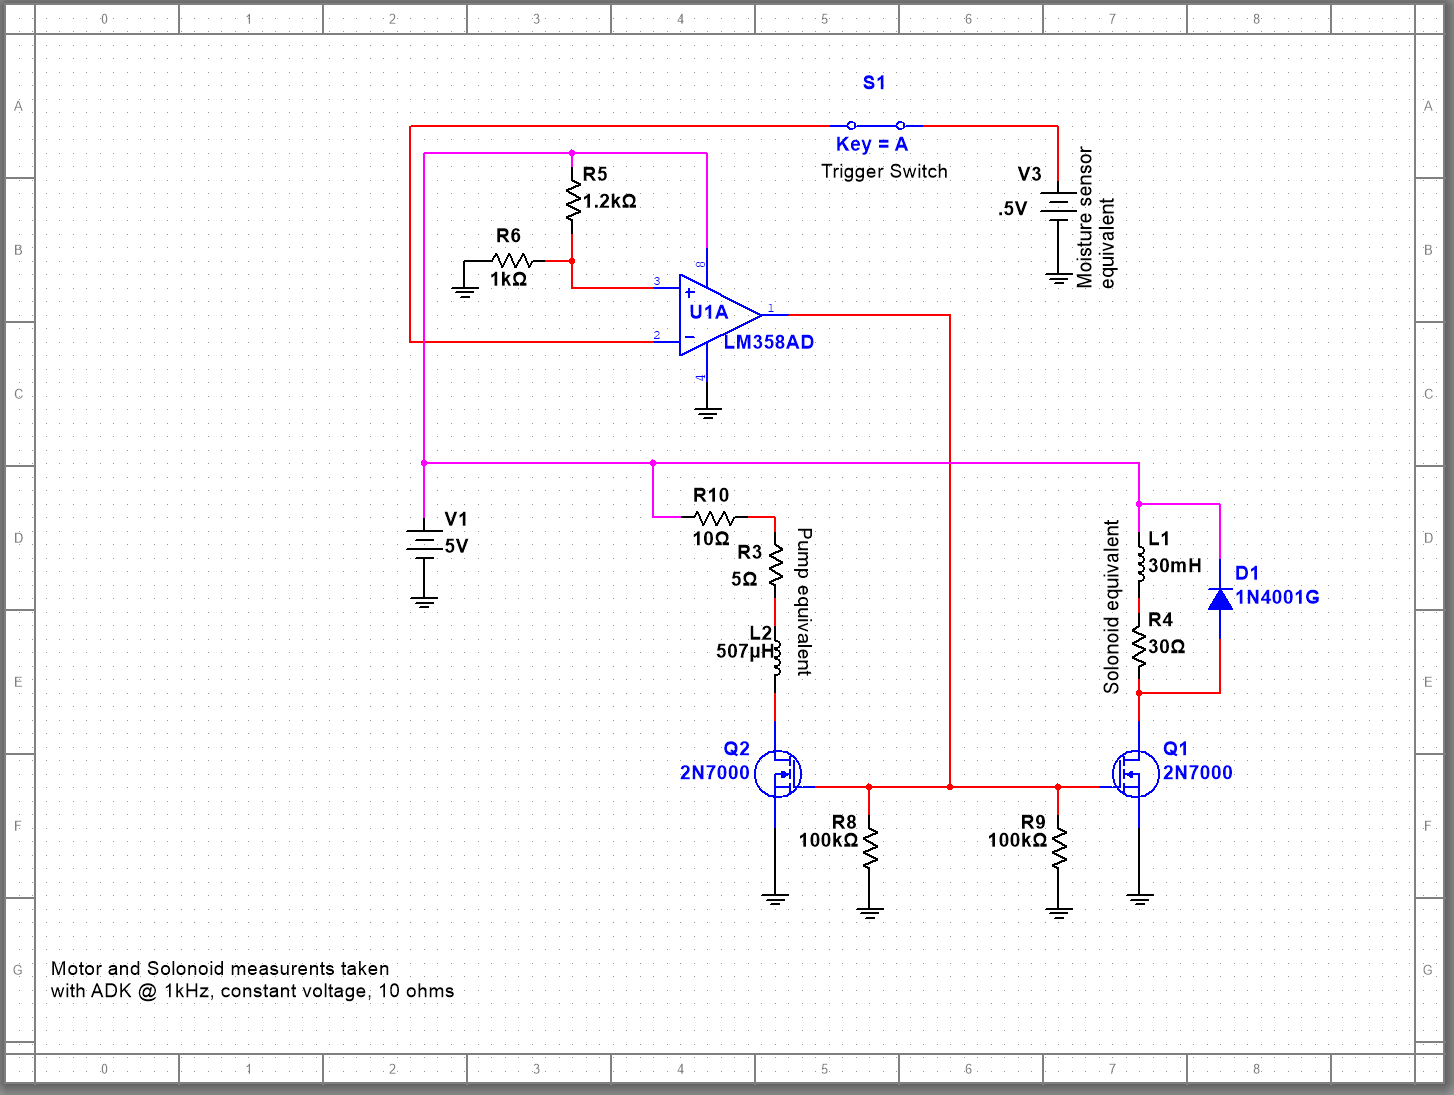 0 1 2 3 4 5 6 7 8
A A
S1
Key = A
Trigger Switch
R5
1.2kΩ
V3
.5V
Moisture sensor
equivalent
B B
R6
1kΩ
8
3
U1A
1
2
LM358AD
4
C C
V1
5V
D D
R10
10Ω
R3
5Ω
Pump equivalent
L2
507µH
Solonoid equivalent
L1
30mH
D1
1N4001G
R4
30Ω
E E
Q2
2N7000
Q1
2N7000
F F
R8
100kΩ
R9
100kΩ
G G
Motor and Solonoid measurents taken
with ADK @ 1kHz, constant voltage, 10 ohms
0 1 2 3 4 5 6 7 8